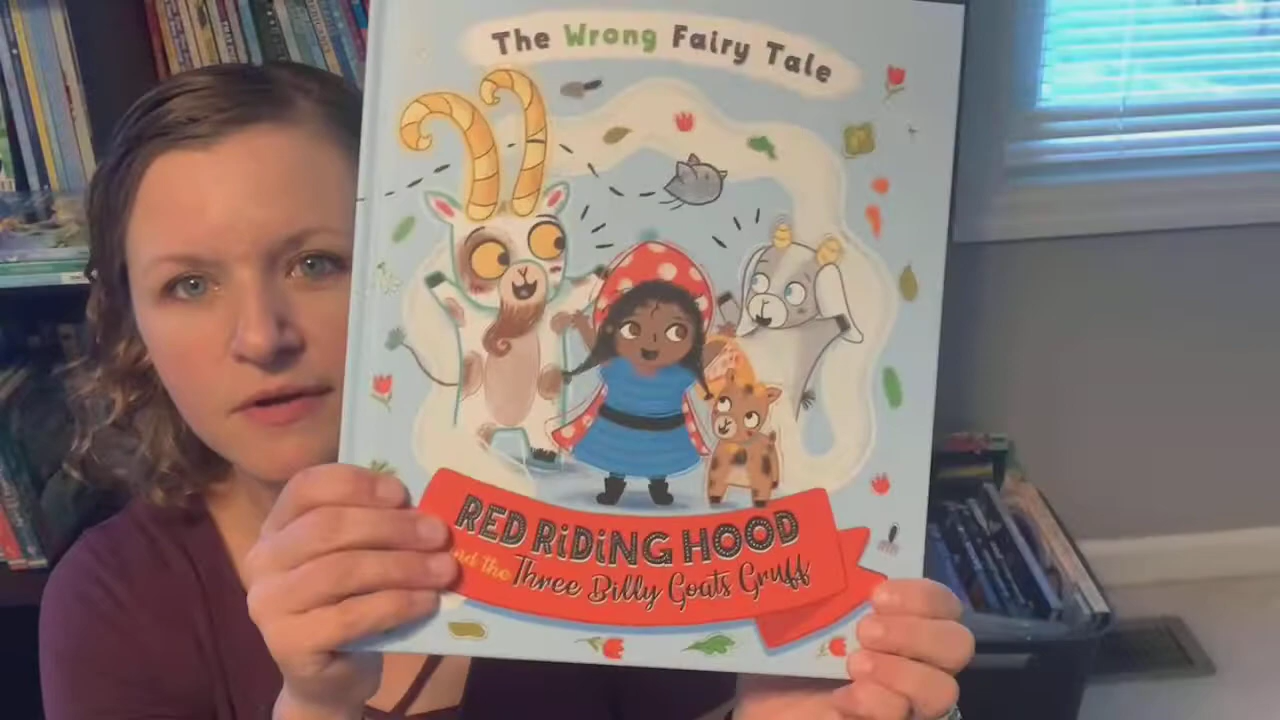 The Wrong Fairy Tale
RED RiDiNG HOOD
and the Three Billy Goats Gruff